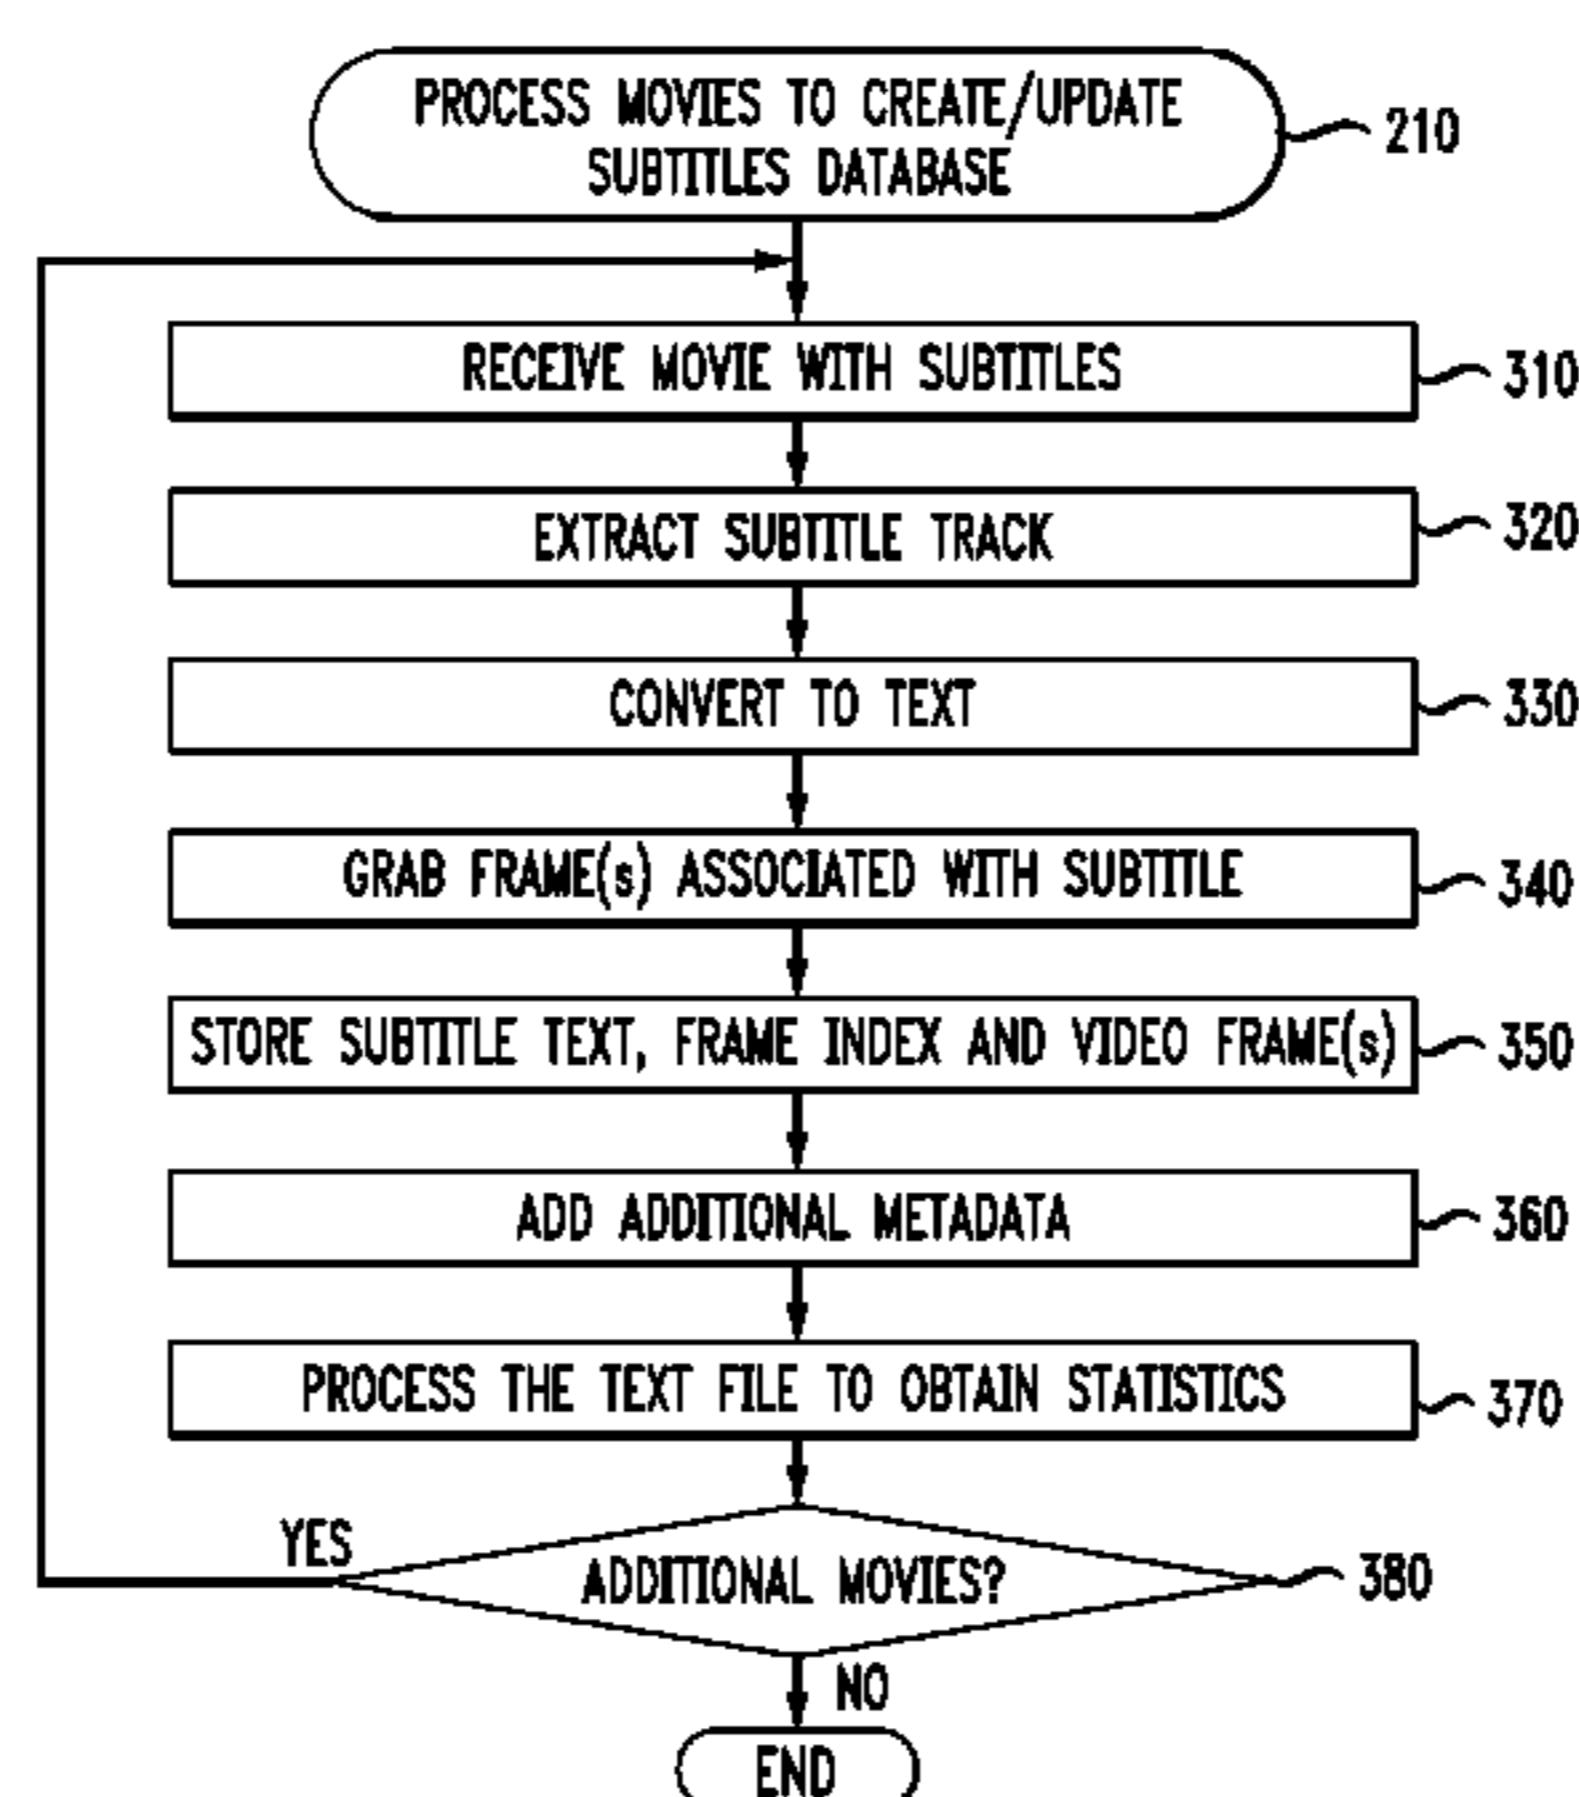 PROCESS MOVIES TO CREATE/UPDATE
SUBTITLES DATABASE
210
RECEIVE MOVIE WITH SUBTITLES
310
EXTRACT SUBTITLE TRACK
320
CONVERT TO TEXT
330
GRAB FRAME(s) ASSOCIATED WITH SUBTITLE
340
STORE SUBTITLE TEXT, FRAME INDEX AND VIDEO FRAME(s)
350
ADD ADDITIONAL METADATA
360
PROCESS THE TEXT FILE TO OBTAIN STATISTICS
370
YES
ADDITIONAL MOVIES?
380
NO
END